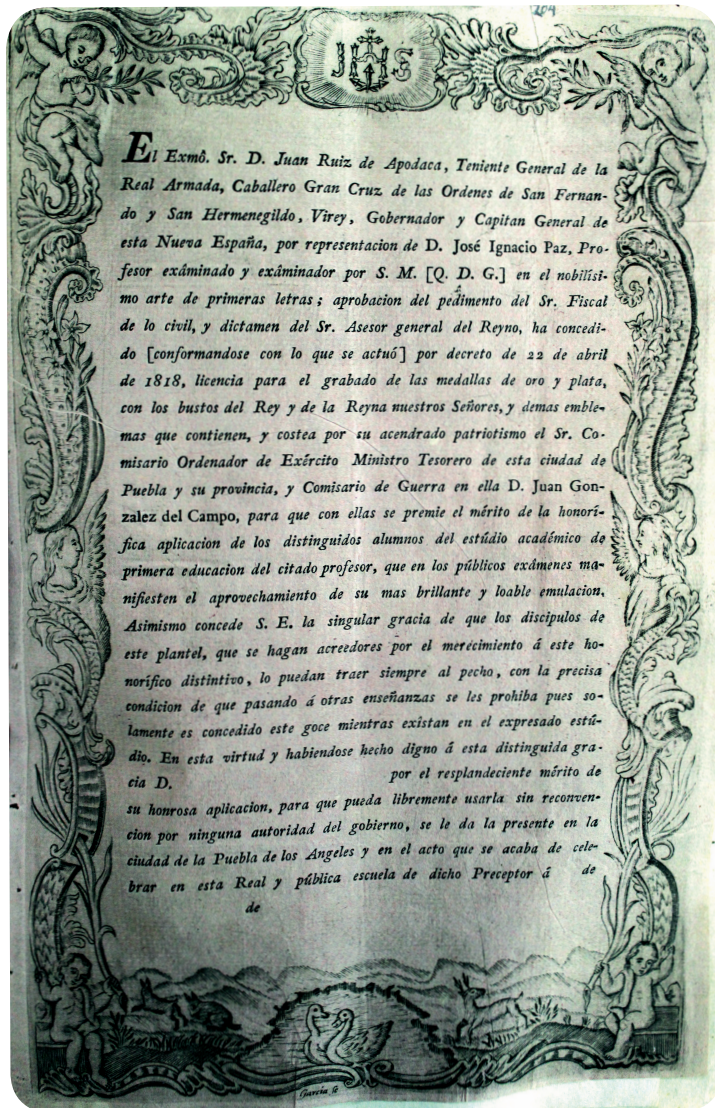 204
JHS
El Exmô. Sr. D. Juan Ruiz de Apodaca, Teniente General de la
Real Armada, Caballero Gran Cruz de las Ordenes de San Fernan-
do y San Hermenegildo, Virey, Gobernador y Capitan General de
esta Nueva España, por representacion de D. José Ignacio Paz, Pro-
fesor exáminado y exáminador por S. M. [Q. D. G.] en el nobilísi-
mo arte de primeras letras; aprobacion del pedimento del Sr. Fiscal
de lo civil, y dictamen del Sr. Asesor general del Reyno, ha concedi-
do [conformandose con lo que se actuó] por decreto de 22 de abril
de 1818, licencia para el grabado de las medallas de oro y plata,
con los bustos del Rey y de la Reyna nuestros Señores, y demas emble-
mas que contienen, y costea por su acendrado patriotismo el Sr. Co-
misario Ordenador de Exército Ministro Tesorero de esta ciudad de
Puebla y su provincia, y Comisario de Guerra en ella D. Juan Gon-
zalez del Campo, para que con ellas se premie el mérito de la honorí-
fica aplicacion de los distinguidos alumnos del estúdio académico de
primera educacion del citado profesor, que en los públicos exámenes ma-
nifiesten el aprovechamiento de su mas brillante y loable emulacion,
Asimismo concede S. E. la singular gracia de que los discipulos de
este plantel, que se hagan acreedores por el merecimiento á este ho-
norífico distintivo, lo puedan traer siempre al pecho, con la precisa
condicion de que pasando á otras enseñanzas se les prohiba pues so-
lamente es concedido este goce mientras existan en el expresado estú-
dio. En esta virtud y habiendose hecho digno á esta distinguida gra-
cia D. por el resplandeciente mérito de
su honrosa aplicacion, para que pueda libremente usarla sin reconven-
cion por ninguna autoridad del gobierno, se le da la presente en la
ciudad de la Puebla de los Angeles y en el acto que se acaba de cele-
brar en esta Real y pública escuela de dicho Preceptor á de
de
Garcia fe